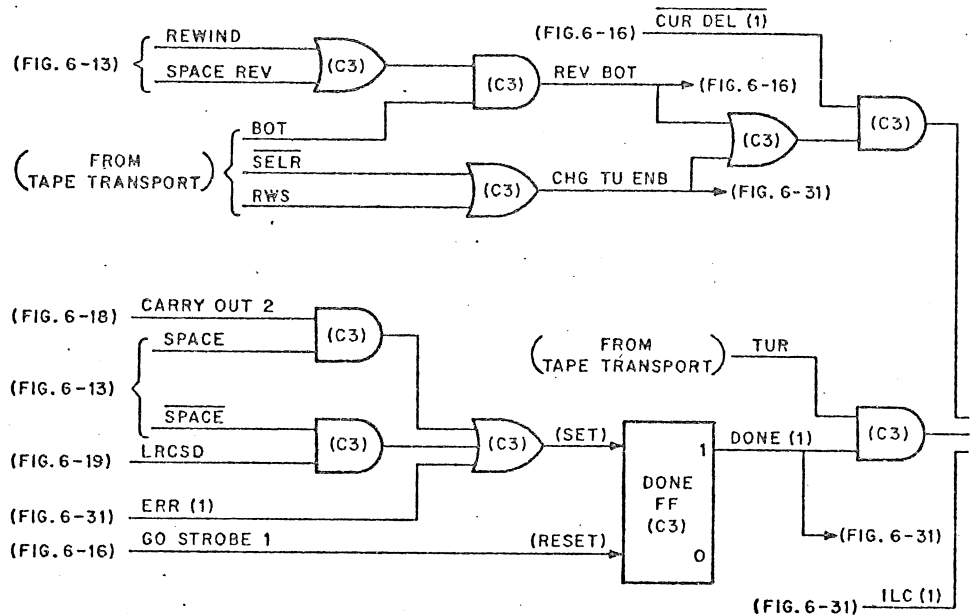 CUR DEL (1)
(FIG. 6-16)
REWIND
(FIG. 6-13)
SPACE REV
(C3)
(C3)
REV BOT
(FIG. 6-16)
(C3)
(C3)
BOT
(FROM
TAPE TRANSPORT)
SELR
RWS
(C3)
CHG TU ENB
(FIG. 6-31)
(FIG. 6-18)
CARRY OUT 2
SPACE
(C3)
(FIG. 6-13)
SPACE
(C3)
(FIG. 6-19)
LRCSD
(C3)
(SET)
(FROM
TAPE TRANSPORT)
TUR
1
DONE (1)
(C3)
DONE
FF
(C3)
0
(FIG. 6-31)
ERR (1)
(FIG. 6-16)
GO STROBE 1
(RESET)
(FIG. 6-31)
(FIG. 6-31)
ILC (1)